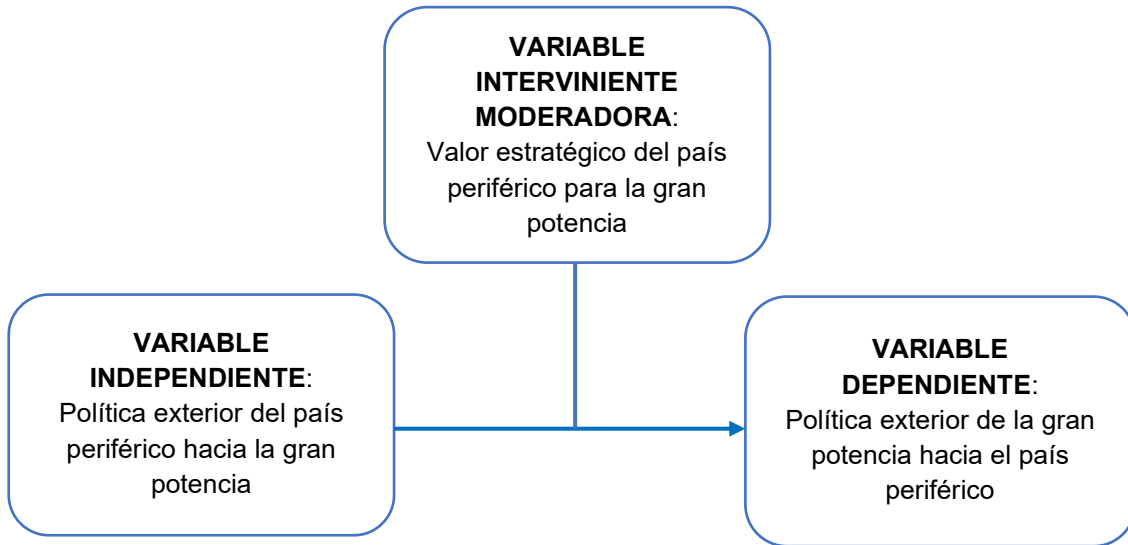 VARIABLE
INTERVINIENTE
MODERADORA:
Valor estratégico del país
periférico para la gran
potencia
VARIABLE
INDEPENDIENTE:
Política exterior del país
periférico hacia la gran
potencia
VARIABLE
DEPENDIENTE:
Política exterior de la gran
potencia hacia el país
periférico